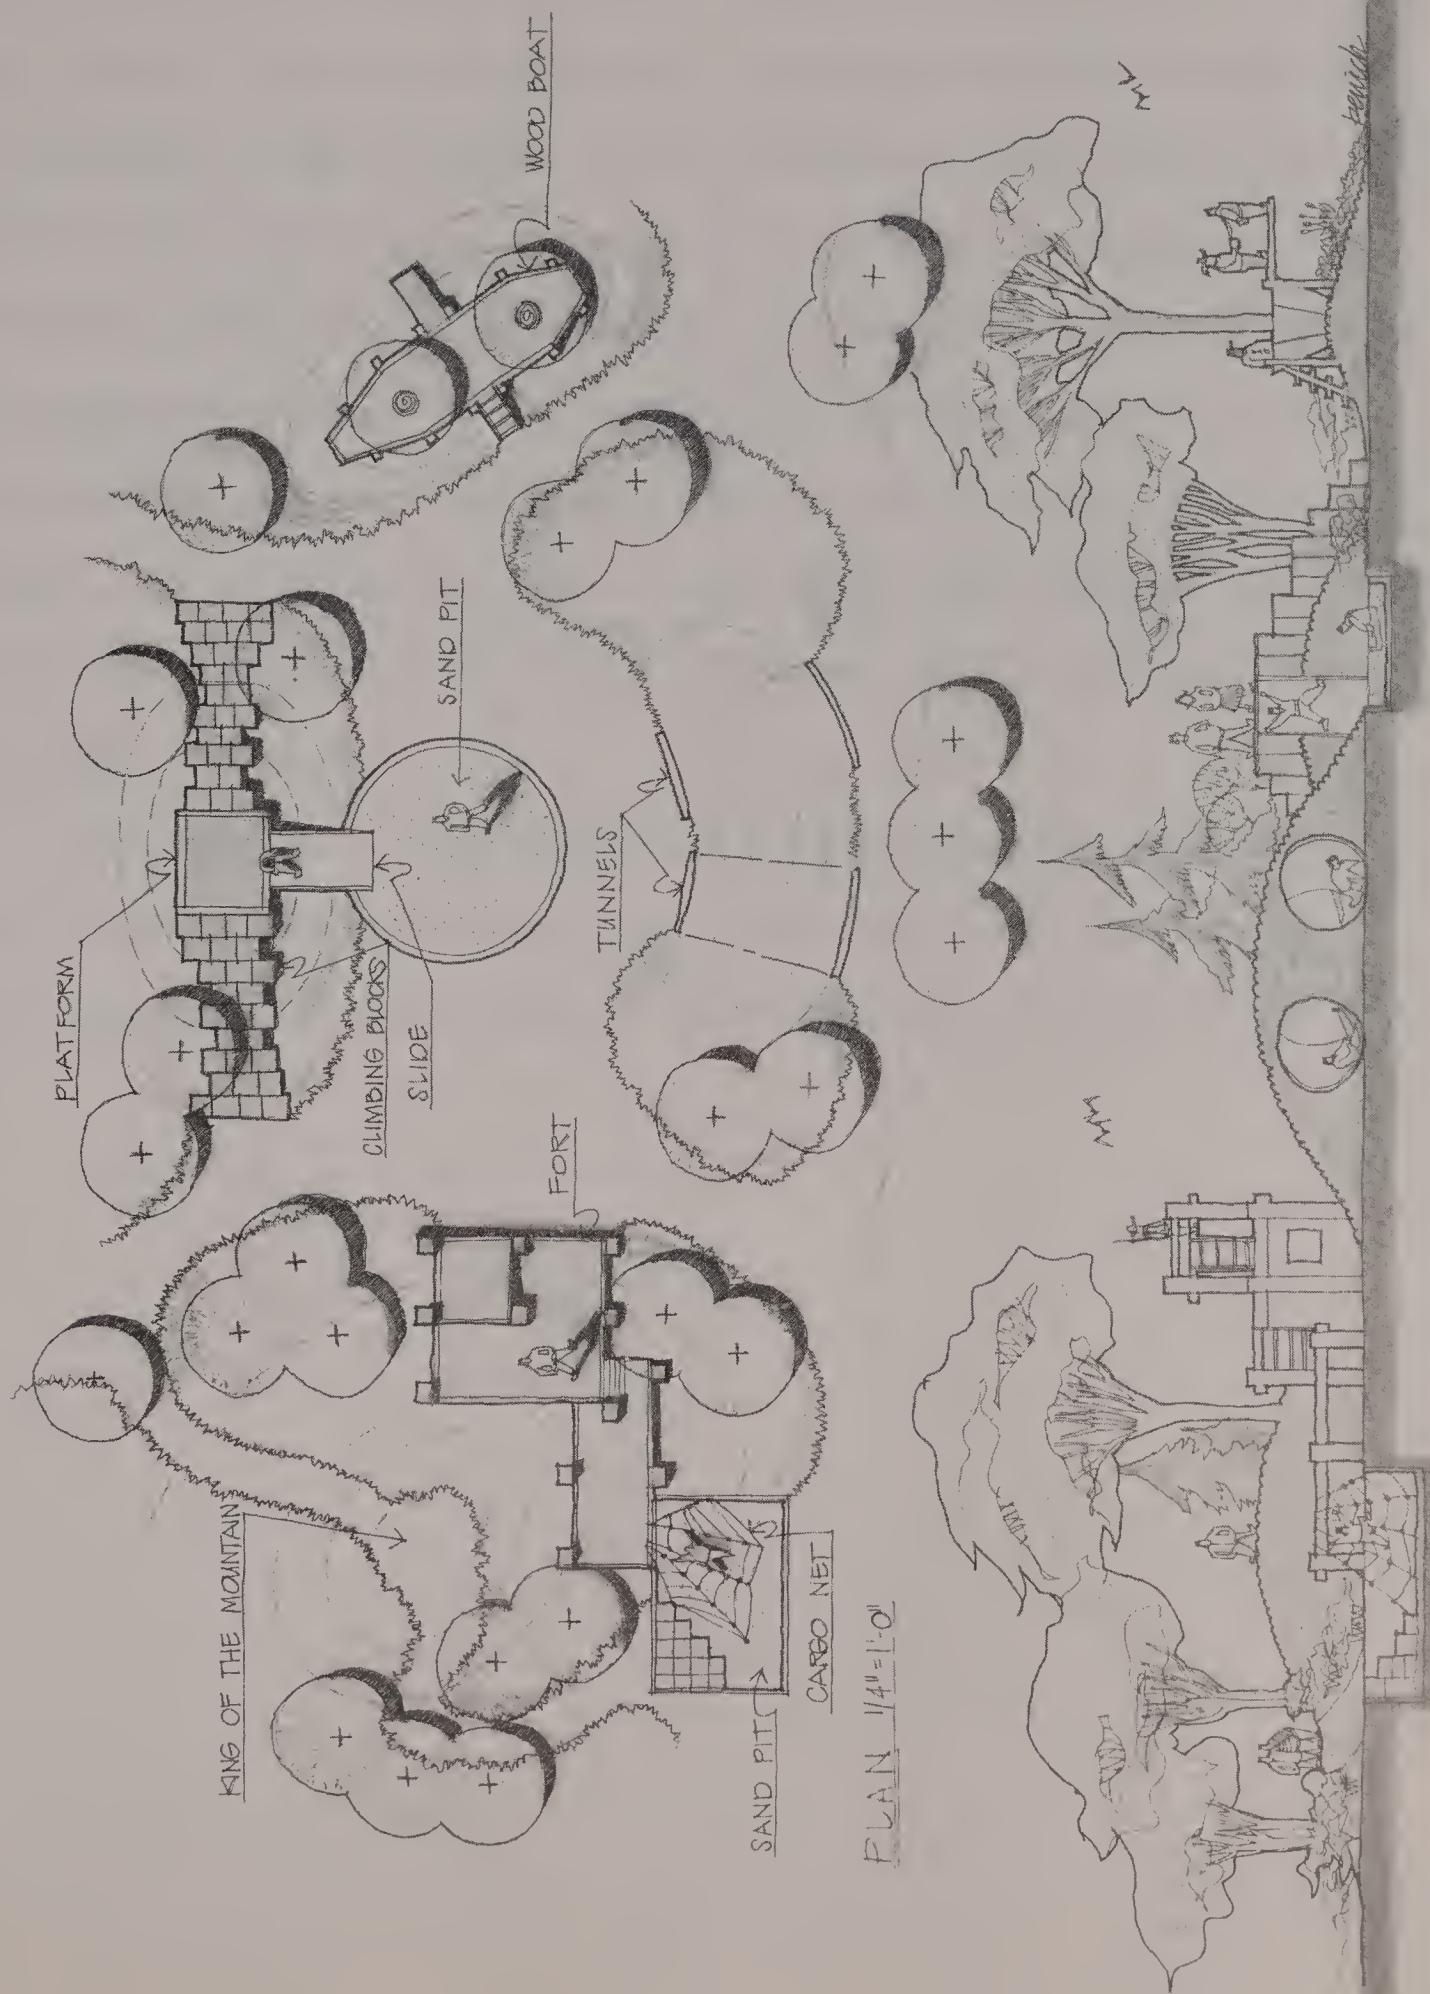 KING OF THE MOUNTAIN
PLATFORM
CLIMBING BLOCKS
SLIDE
SAND PIT
WOOD BOAT
FORT
TUNNELS
SAND PIT
CARGO NET
PLAN 1/4"=1'-0"